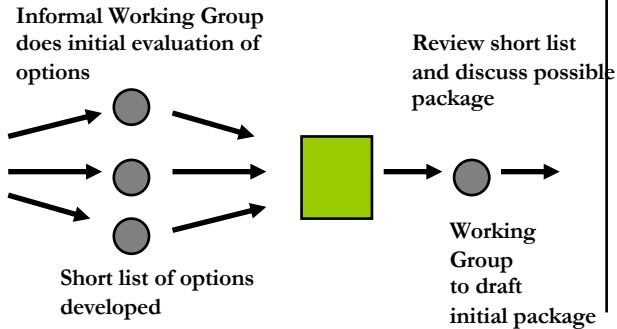 Informal Working Group
does initial evaluation of
options
Review short list
and discuss possible
package
Short list of options
developed
Working
Group
to draft
initial package